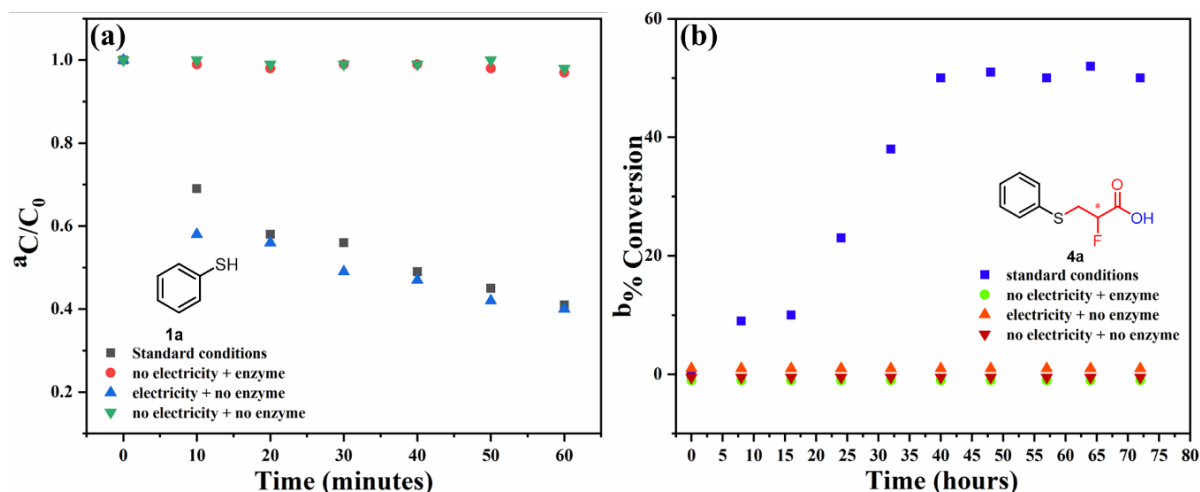 (a)
aC/C0
1.0
0.8
0.6
0.4
0.2
SH
1a
Standard conditions
no electricity + enzyme
electricity + no enzyme
no electricity + no enzyme
0 10 20 30 40 50 60
Time (minutes)
(b)
b% Conversion
60
40
20
0
O
S
*
OH
F
4a
standard conditions
no electricity + enzyme
electricity + no enzyme
no electricity + no enzyme
0 5 10 15 20 25 30 35 40 45 50 55 60 65 70 75 80
Time (hours)